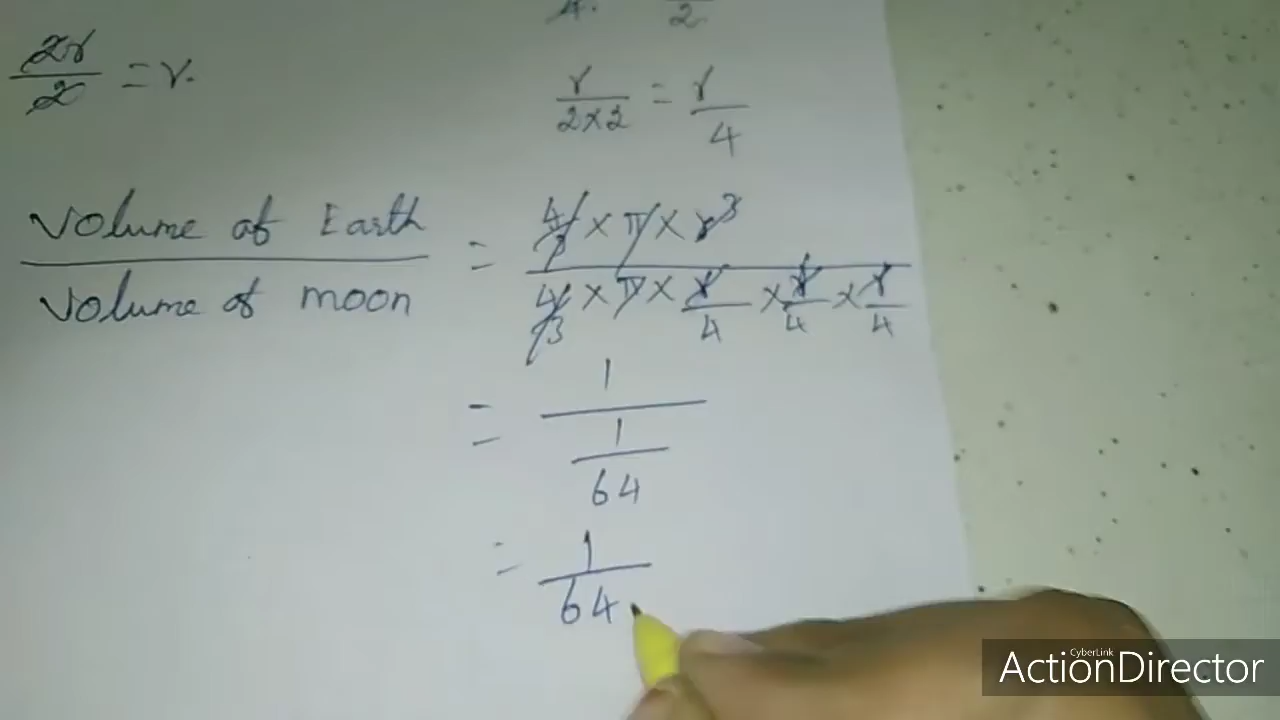 2
2r/2 = r.
r/2×2 = r/4
Volume of Earth/Volume of moon = 4/3 × π × r³/4/3 × π × r/4 × r/4 × r/4
= 1/1/64
= 1/64
CyberLink
ActionDirector